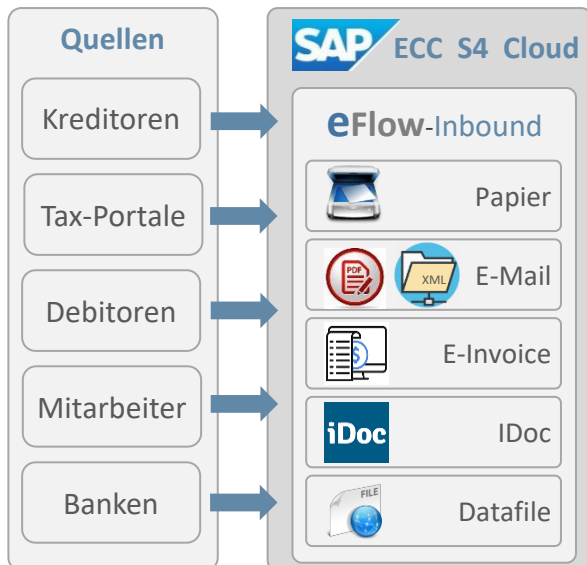 Quellen
Kreditoren
Tax-Portale
Debitoren
Mitarbeiter
Banken
SAP ECC S4 Cloud
eFlow-Inbound
Papier
PDF XML E-Mail
$ E-Invoice
iDoc IDoc
FILE Datafile